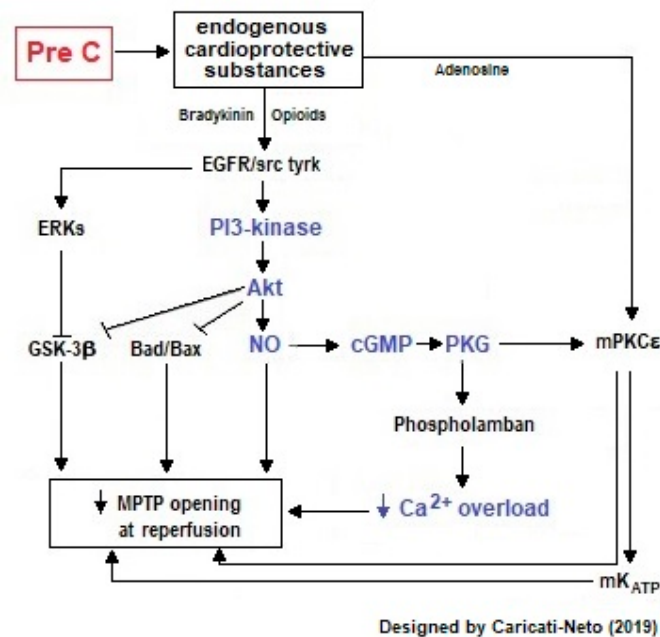 Pre C
endogenous
cardioprotective
substances
Adenosine
Bradykinin
Opioids
EGFR/src tyrk
ERKs
PI3-kinase
Akt
GSK-3β
Bad/Bax
NO
cGMP
PKG
mPKCε
Phospholamban
↓ MPTP opening
at reperfusion
↓ Ca²⁺ overload
mK_ATP
Designed by Caricati-Neto (2019)